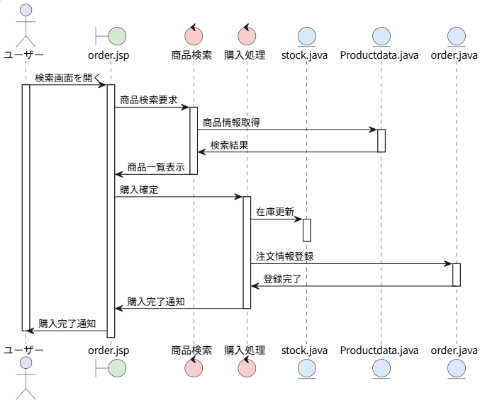 ユーザー order.jsp 商品検索 購入処理 stock.java Productdata.java order.java
検索画面を開く
商品検索要求
商品情報取得
検索結果
商品一覧表示
購入確定
在庫更新
注文情報登録
登録完了
購入完了通知
購入完了通知
ユーザー order.jsp 商品検索 購入処理 stock.java Productdata.java order.java